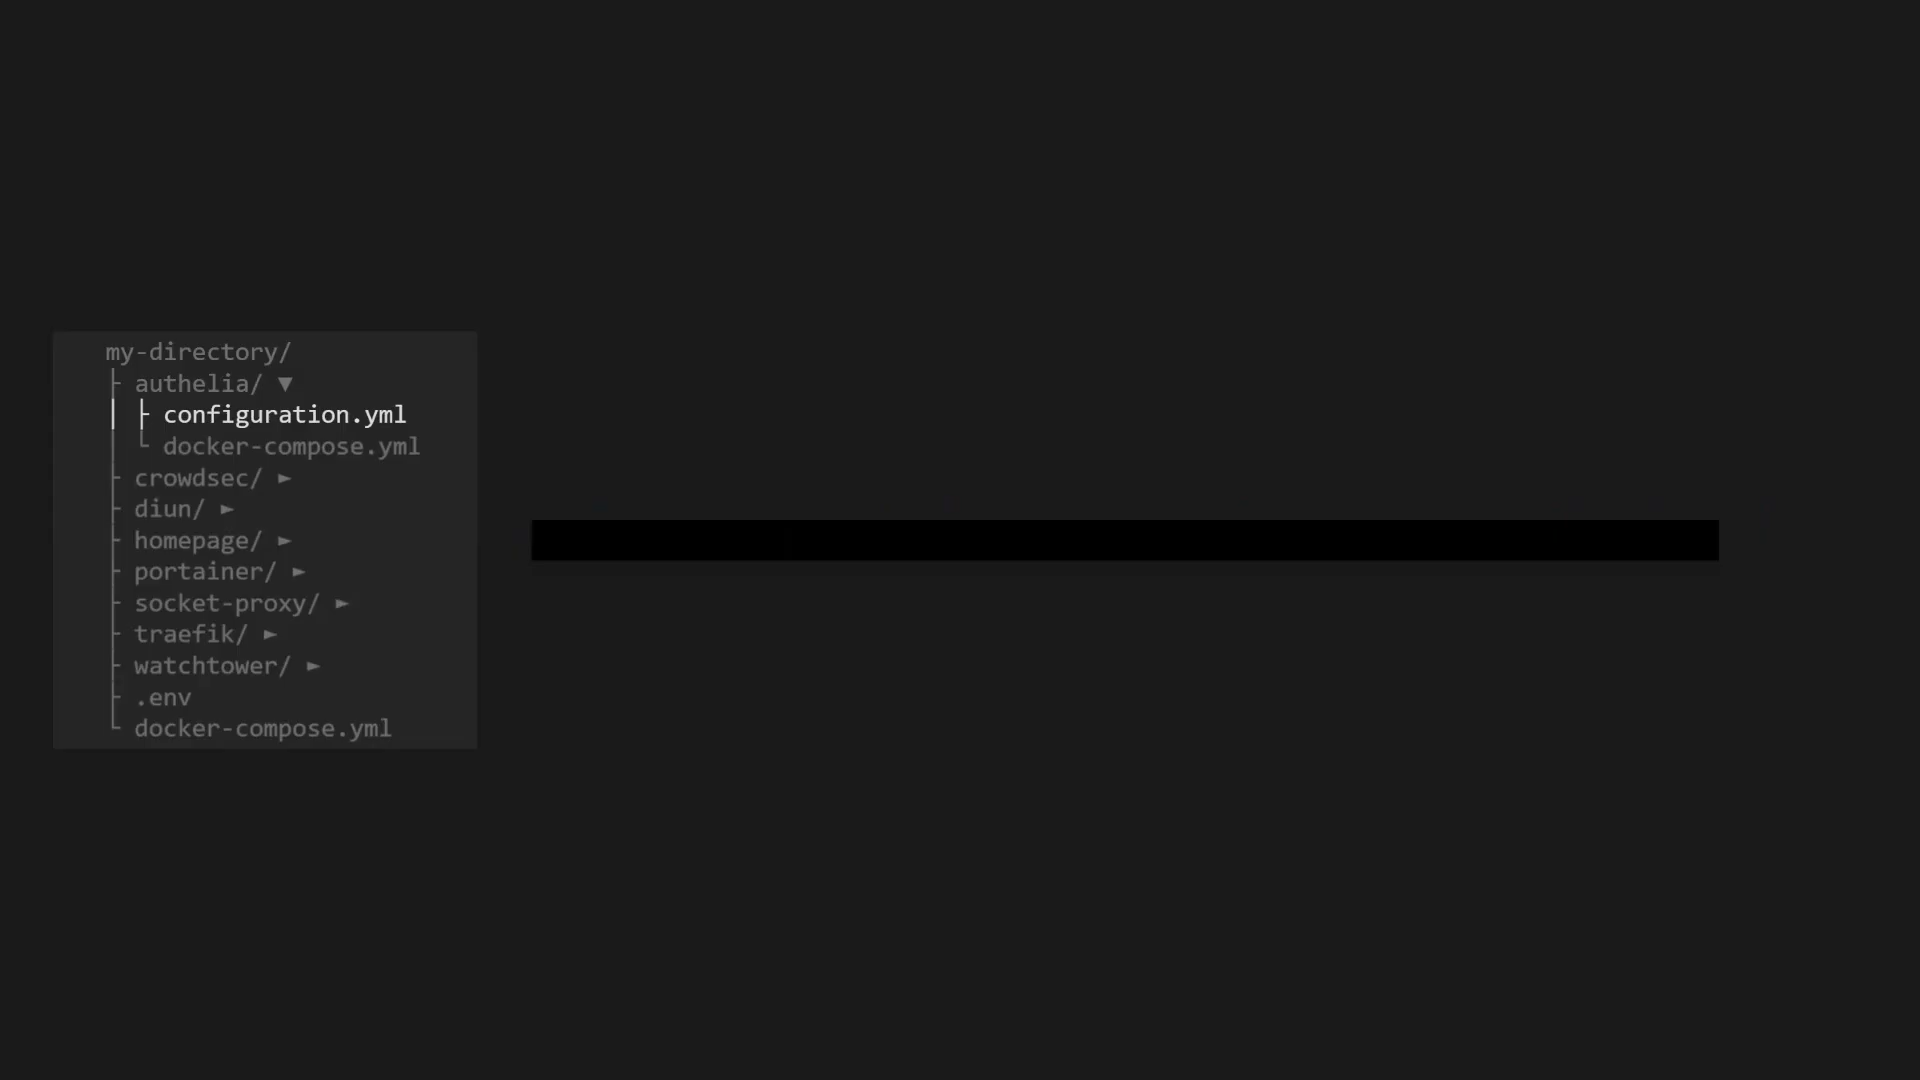 my-directory/
├ authelia/ ▼
│ ├ configuration.yml
│ └ docker-compose.yml
├ crowdsec/ ►
├ diun/ ►
├ homepage/ ►
├ portainer/ ►
├ socket-proxy/ ►
├ traefik/ ►
├ watchtower/ ►
├ .env
└ docker-compose.yml